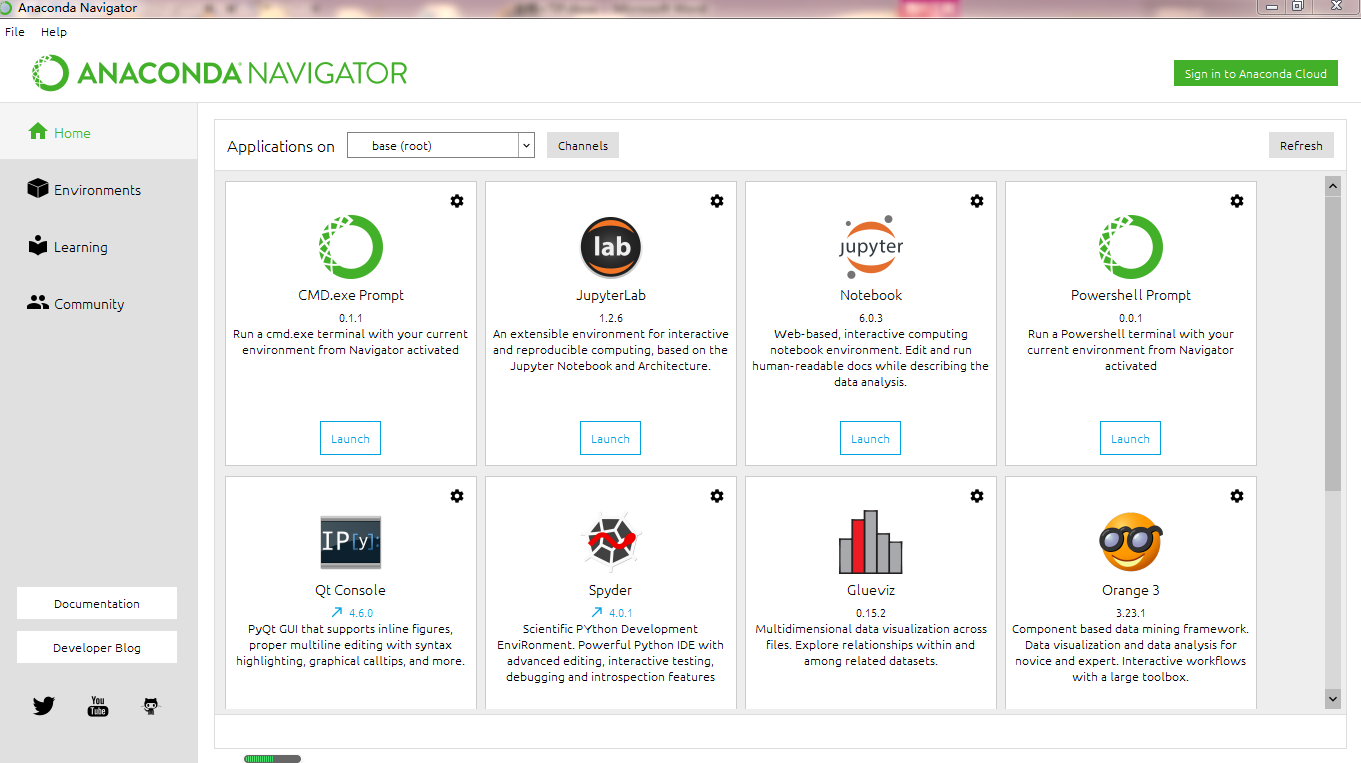 Anaconda Navigator
File Help
ANACONDA NAVIGATOR
Sign in to Anaconda Cloud
Home
Environments
Learning
Community
Documentation
Developer Blog
You
Tube
Applications on base (root) Channels Refresh
CMD.exe Prompt
0.1.1
Run a cmd.exe terminal with your current
environment from Navigator activated
Launch
lab
JupyterLab
1.2.6
An extensible environment for interactive
and reproducible computing, based on the
Jupyter Notebook and Architecture.
Launch
jupyter
Notebook
6.0.3
Web-based, interactive computing
notebook environment. Edit and run
human-readable docs while describing the
data analysis.
Launch
Powershell Prompt
0.0.1
Run a Powershell terminal with your
current environment from Navigator
activated
Launch
IP[y]:
Qt Console
4.6.0
PyQt GUI that supports inline figures,
proper multiline editing with syntax
highlighting, graphical calltips, and more.
Spyder
4.0.1
Scientific PYthon Development
EnviRonment. Powerful Python IDE with
advanced editing, interactive testing,
debugging and introspection features
Glueviz
0.15.2
Multidimensional data visualization across
files. Explore relationships within and
among related datasets.
Orange 3
3.23.1
Component based data mining framework.
Data visualization and data analysis for
novice and expert. Interactive workflows
with a large toolbox.